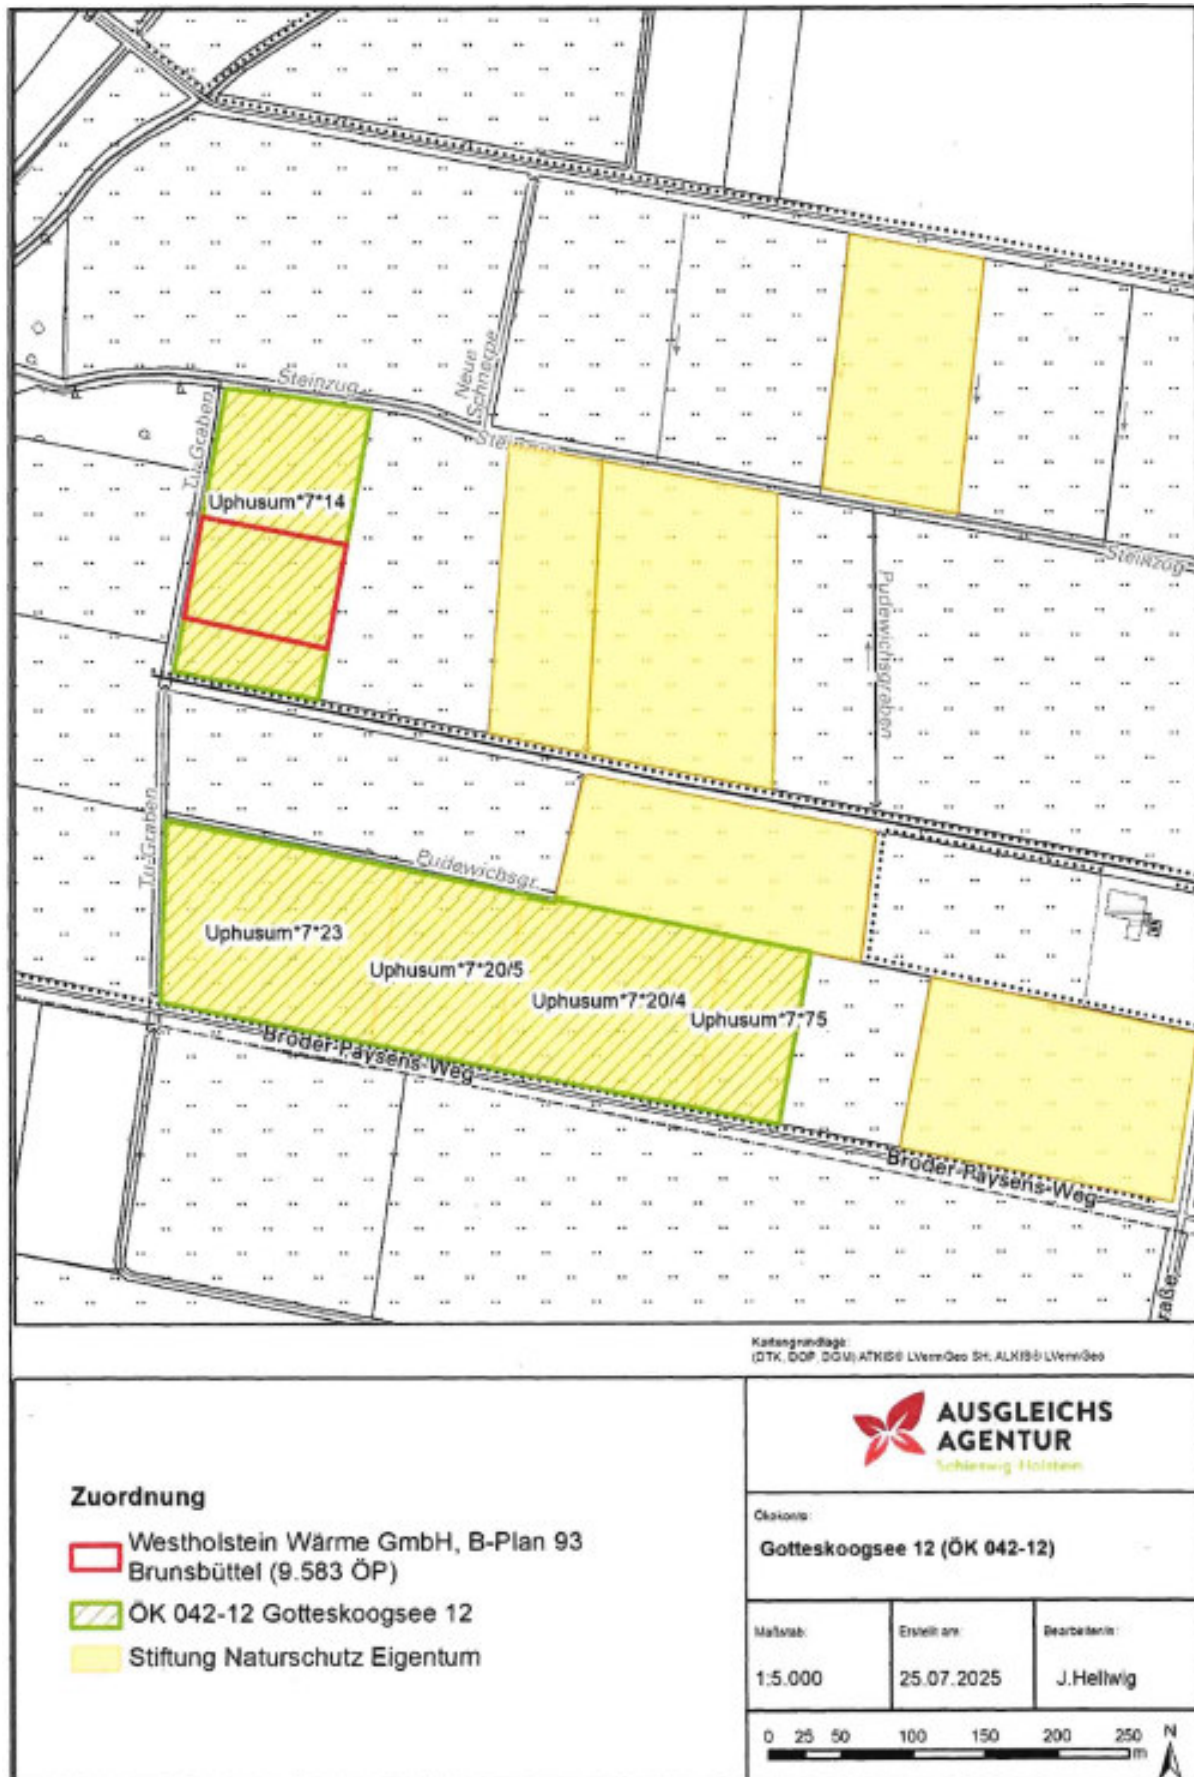 Steinzug
Neue
Schnerpe
Tu-Graben
Uphusum*7*14
Steinzug
Pudewichsgraben
Tu-Graben
Pudewichsgr.
Uphusum*7*23
Uphusum*7*20/5
Uphusum*7*20/4
Uphusum*7*75
Broder-Paysens-Weg
Broder-Paysens-Weg
raße
Kartengrundlage:
(DTK, DOP, DGM) ATKIS® LVermGeo SH; ALKIS® LVermGeo
AUSGLEICHS
AGENTUR
Schleswig-Holstein
Zuordnung
Westholstein Wärme GmbH, B-Plan 93
Brunsbüttel (9.583 ÖP)
ÖK 042-12 Gotteskoogsee 12
Stiftung Naturschutz Eigentum
Ökokonto:
Gotteskoogsee 12 (ÖK 042-12)
Maßstab:
1:5.000
Erstellt am:
25.07.2025
Bearbeiter/in:
J.Hellwig
0 25 50 100 150 200 250
m
N